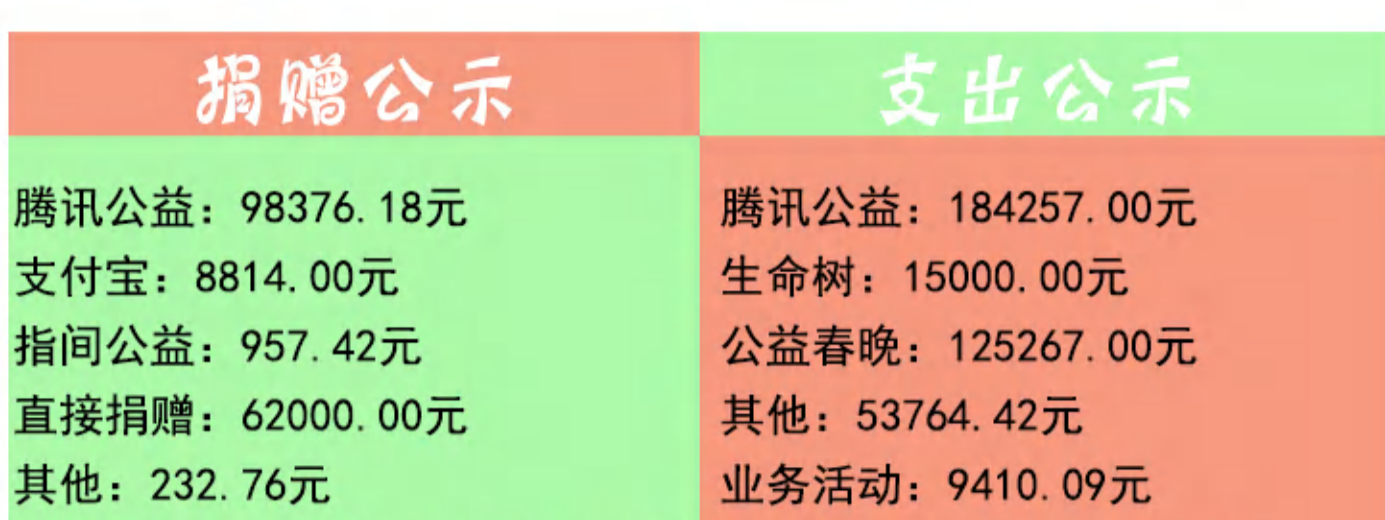 捐赠公示
腾讯公益：98376.18元
支付宝：8814.00元
指间公益：957.42元
直接捐赠：62000.00元
其他：232.76元
支出公示
腾讯公益：184257.00元
生命树：15000.00元
公益春晚：125267.00元
其他：53764.42元
业务活动：9410.09元